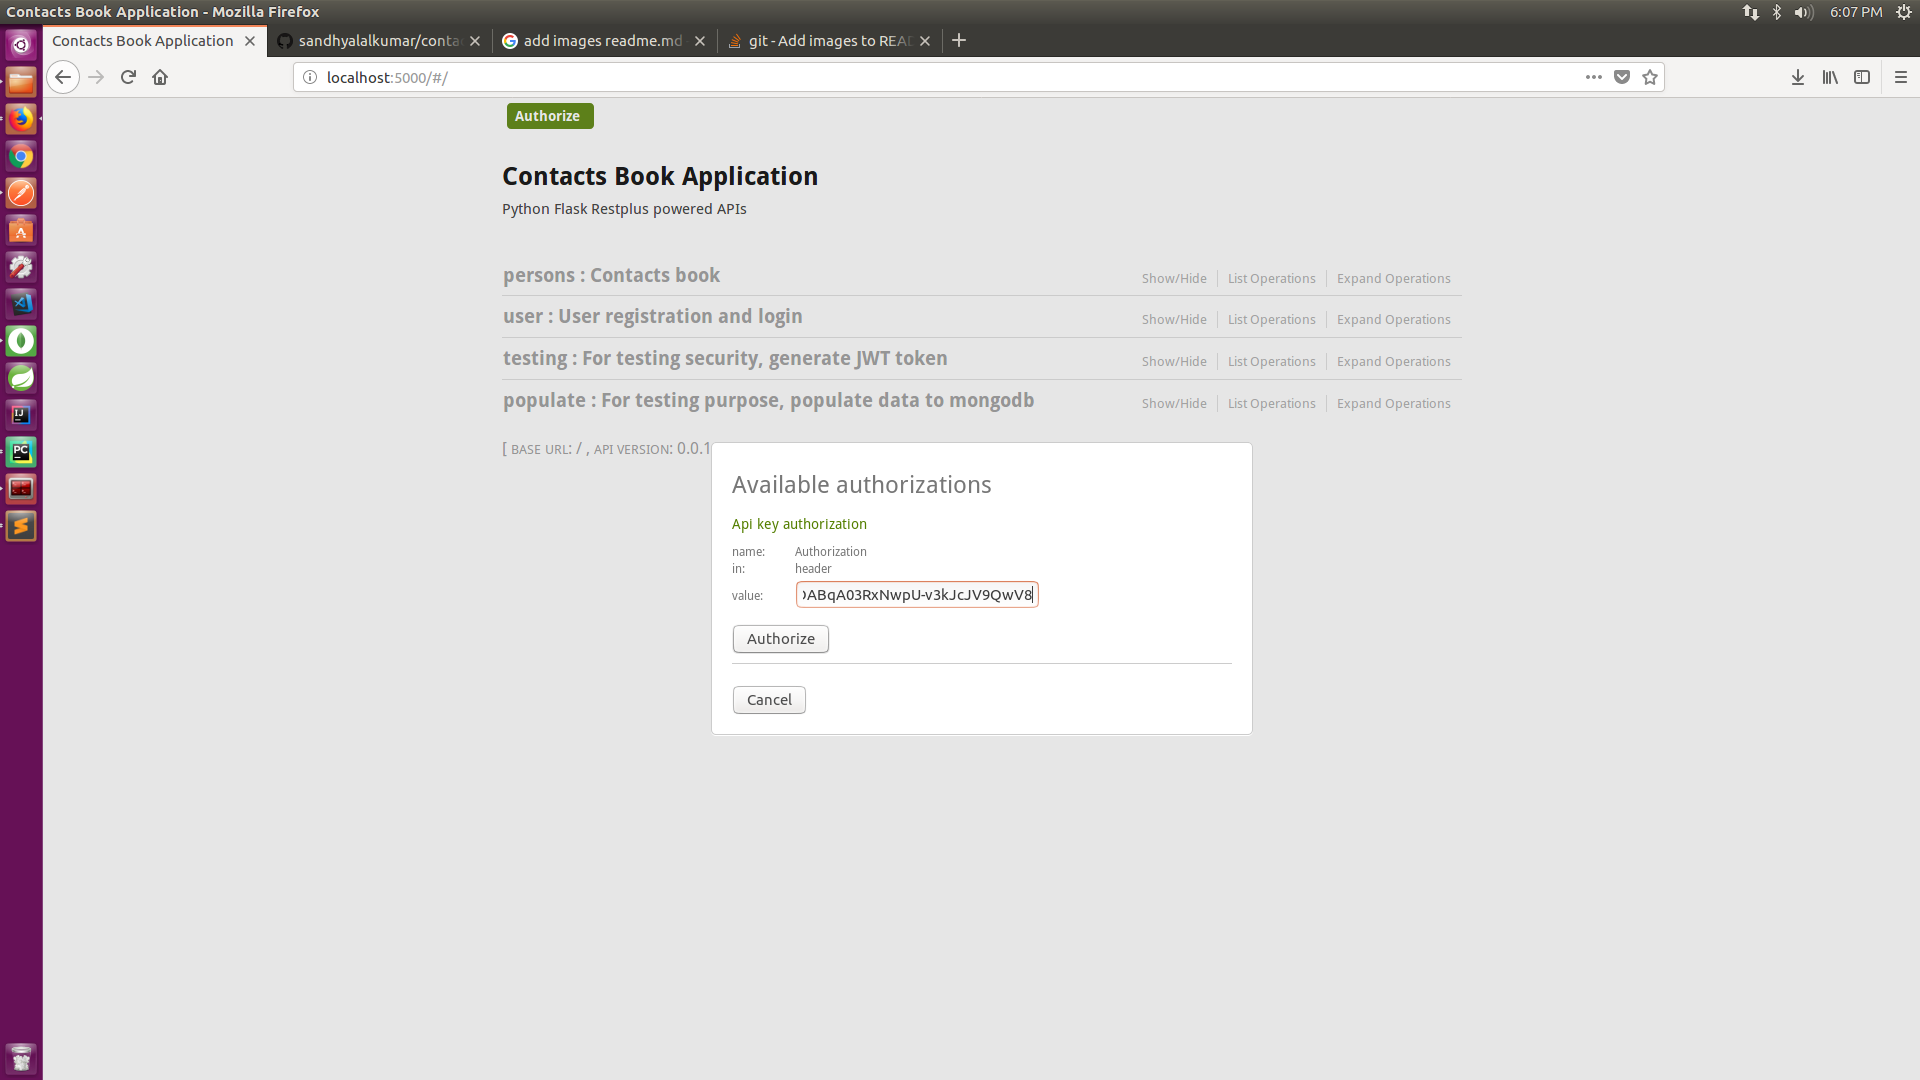 Contacts Book Application - Mozilla Firefox
6:07 PM
Contacts Book Application
sandhyalalkumar/conta
add images readme.md
git - Add images to READ
localhost:5000/#/
Authorize
Contacts Book Application
Python Flask Restplus powered APIs
persons : Contacts book
Show/Hide
List Operations
Expand Operations
user : User registration and login
Show/Hide
List Operations
Expand Operations
testing : For testing security, generate JWT token
Show/Hide
List Operations
Expand Operations
populate : For testing purpose, populate data to mongodb
Show/Hide
List Operations
Expand Operations
[ BASE URL: / , API VERSION: 0.0.1
Available authorizations
Api key authorization
name: Authorization
in: header
value: ABqA03RxNwpU-v3kJcJV9QwV8
Authorize
Cancel